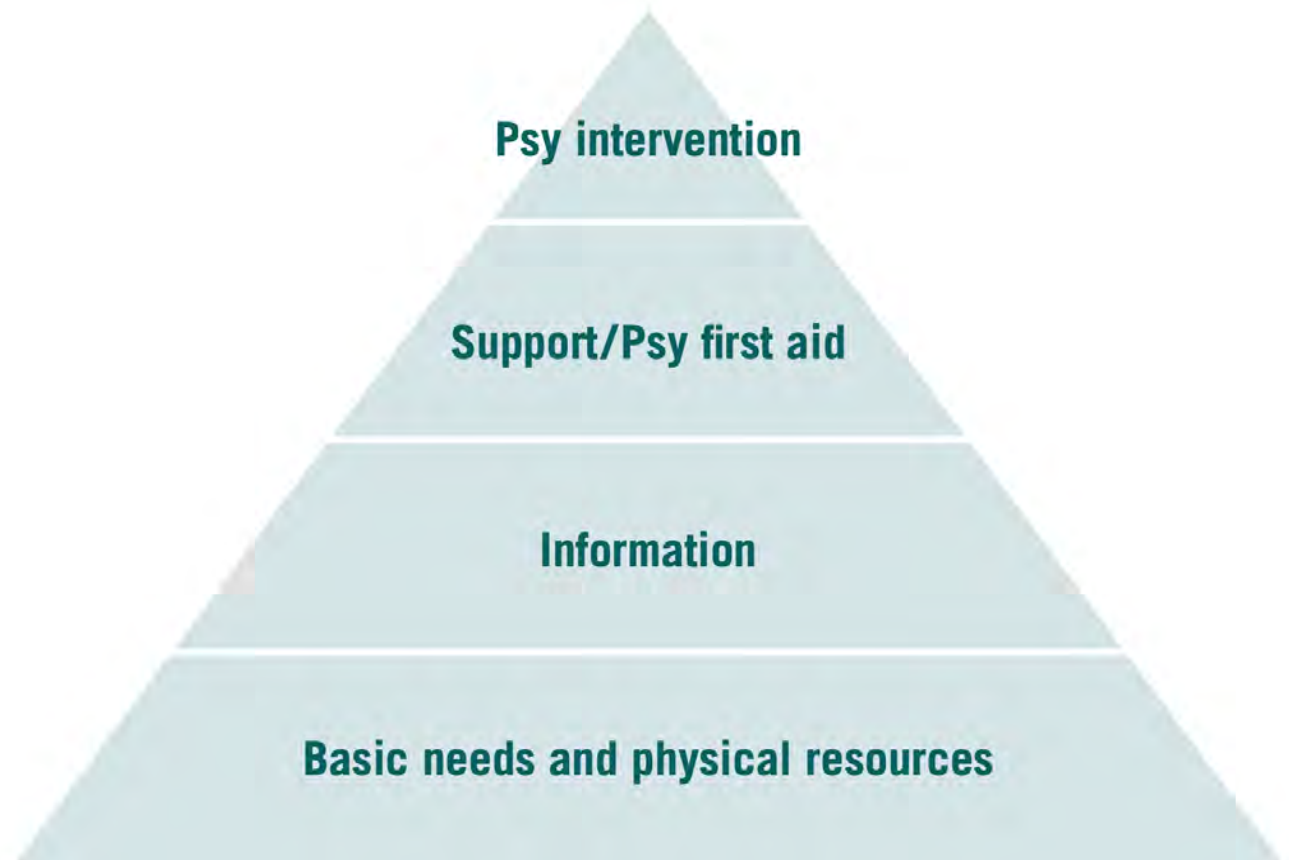 Psy intervention
Support/Psy first aid
Information
Basic needs and physical resources